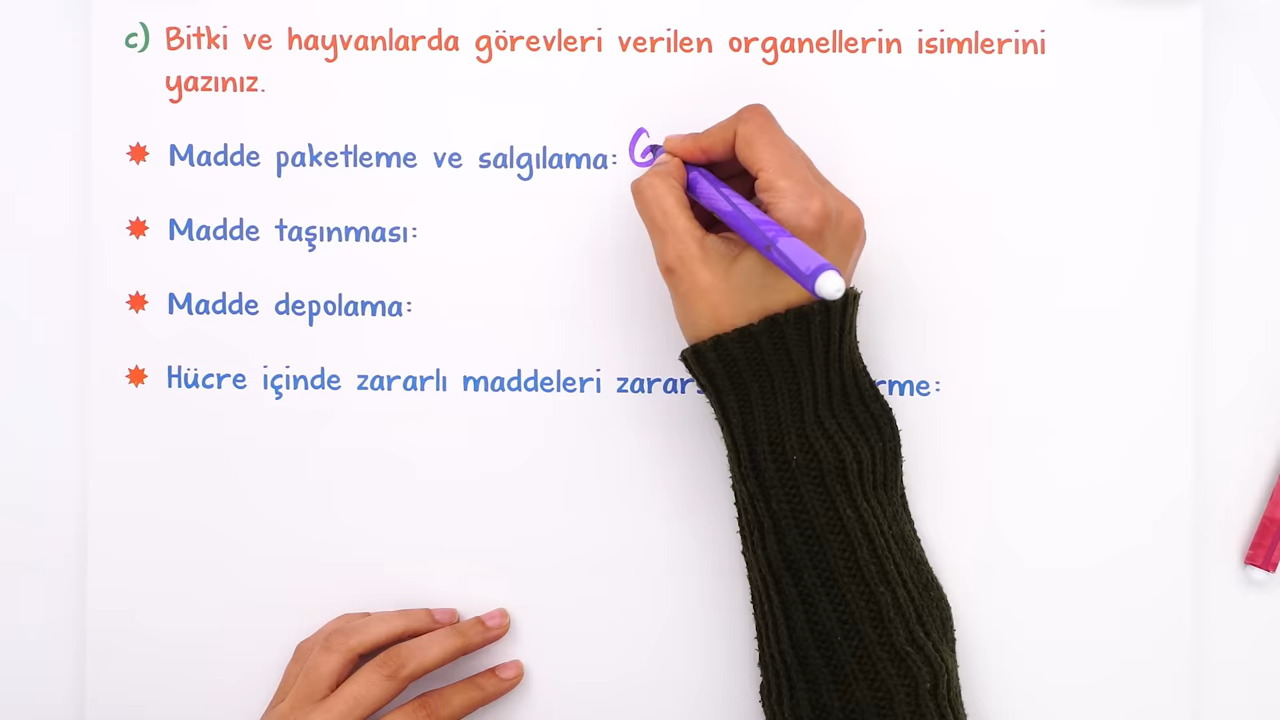 c) Bitki ve hayvanlarda görevleri verilen organellerin isimlerini
yazınız.
Madde paketleme ve salgılama: G
Madde taşınması:
Madde depolama:
Hücre içinde zararlı maddeleri